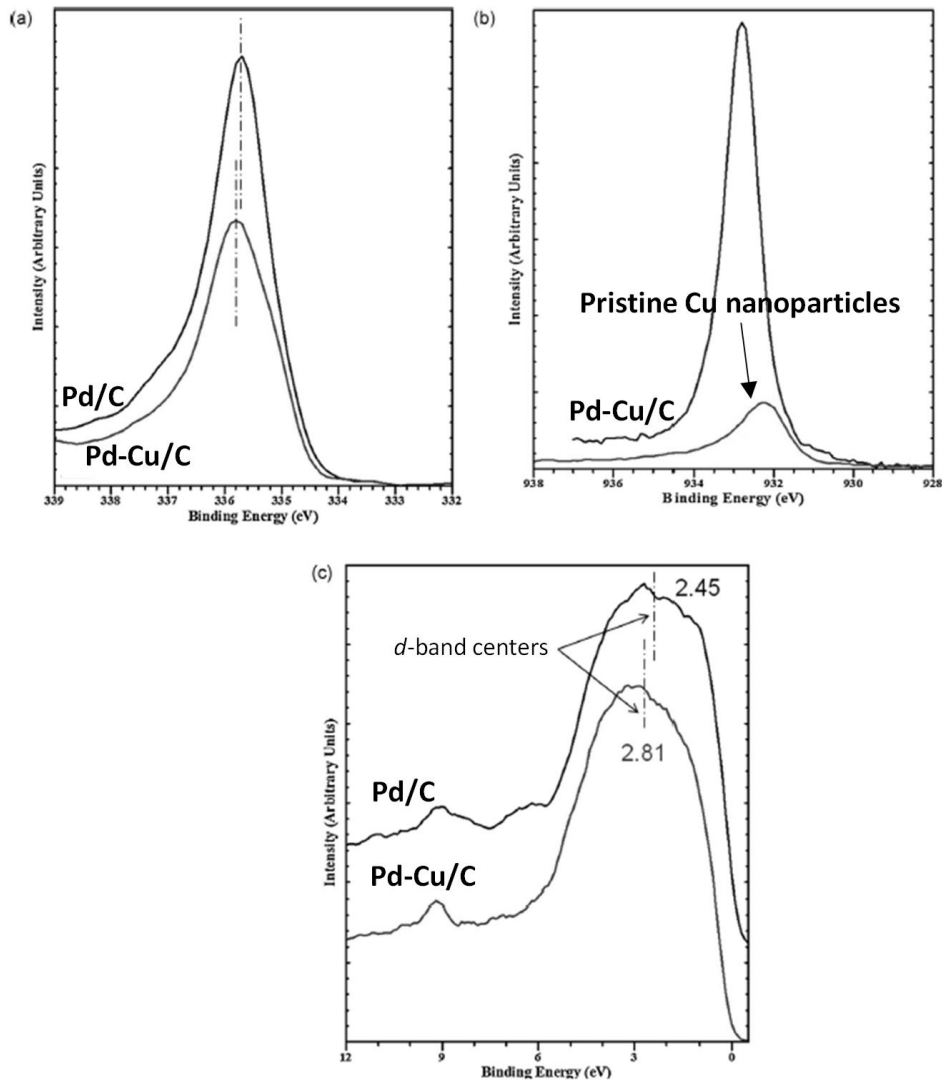 (a)
Intensity (Arbitrary Units)
Pd/C
Pd-Cu/C
339 338 337 336 335 334 333 332
Binding Energy (eV)
(b)
Intensity (Arbitrary Units)
Pristine Cu nanoparticles
Pd-Cu/C
938 936 934 932 930 928
Binding Energy (eV)
(c)
Intensity (Arbitrary Units)
2.45
d-band centers
2.81
Pd/C
Pd-Cu/C
12 9 6 3 0
Binding Energy (eV)